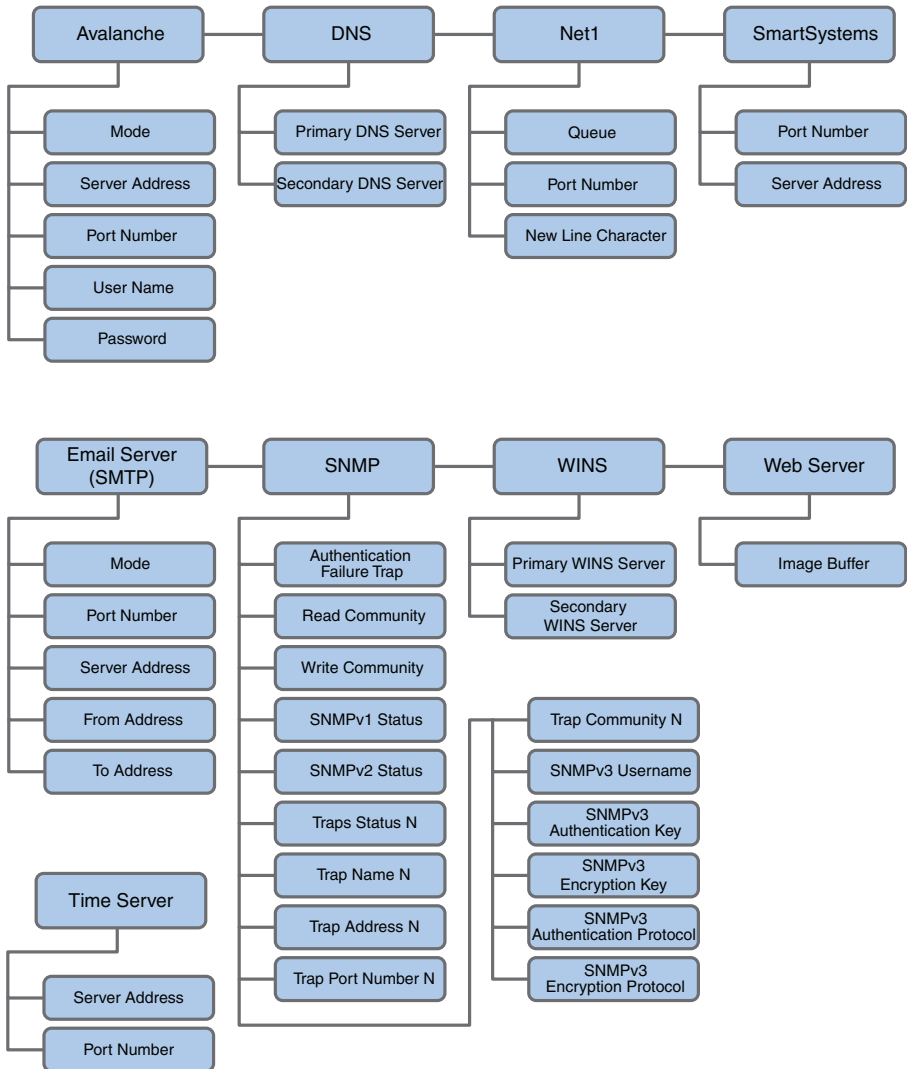 Avalanche
DNS
Net1
SmartSystems
Mode
Server Address
Port Number
User Name
Password
Primary DNS Server
Secondary DNS Server
Queue
Port Number
New Line Character
Port Number
Server Address
Email Server
(SMTP)
SNMP
WINS
Web Server
Mode
Port Number
Server Address
From Address
To Address
Authentication
Failure Trap
Read Community
Write Community
SNMPv1 Status
SNMPv2 Status
Traps Status N
Trap Name N
Trap Address N
Trap Port Number N
Primary WINS Server
Secondary
WINS Server
Image Buffer
Trap Community N
SNMPv3 Username
SNMPv3
Authentication Key
SNMPv3
Encryption Key
SNMPv3
Authentication Protocol
SNMPv3
Encryption Protocol
Time Server
Server Address
Port Number